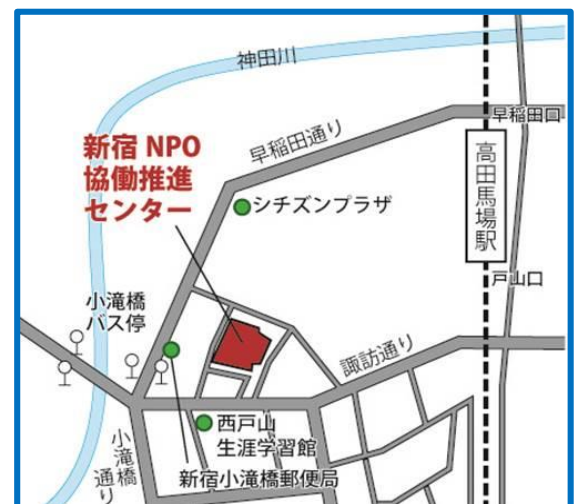 神田川
早稲田口
早稲田通り
新宿 NPO
協働推進
センター
高田馬場駅
シチズンプラザ
戸山口
小滝橋
バス停
諏訪通り
西戸山
生涯学習館
小滝橋
通り
新宿小滝橋郵便局